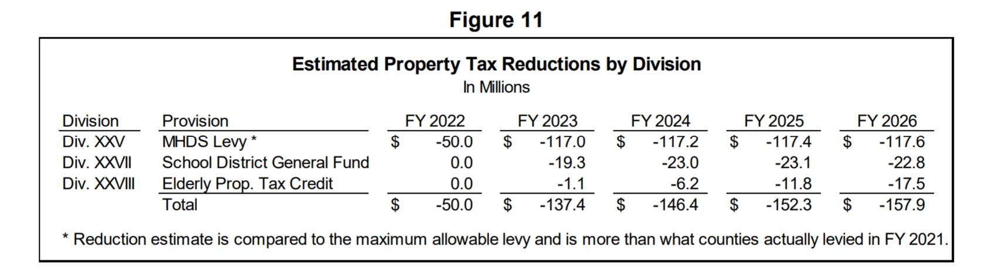 Figure 11
Estimated Property Tax Reductions by Division
In Millions
Division Provision FY 2022 FY 2023 FY 2024 FY 2025 FY 2026
Div. XXV MHDS Levy * $ -50.0 $ -117.0 $ -117.2 $ -117.4 $ -117.6
Div. XXVII School District General Fund 0.0 -19.3 -23.0 -23.1 -22.8
Div. XXVIII Elderly Prop. Tax Credit 0.0 -1.1 -6.2 -11.8 -17.5
Total $ -50.0 $ -137.4 $ -146.4 $ -152.3 $ -157.9
* Reduction estimate is compared to the maximum allowable levy and is more than what counties actually levied in FY 2021.